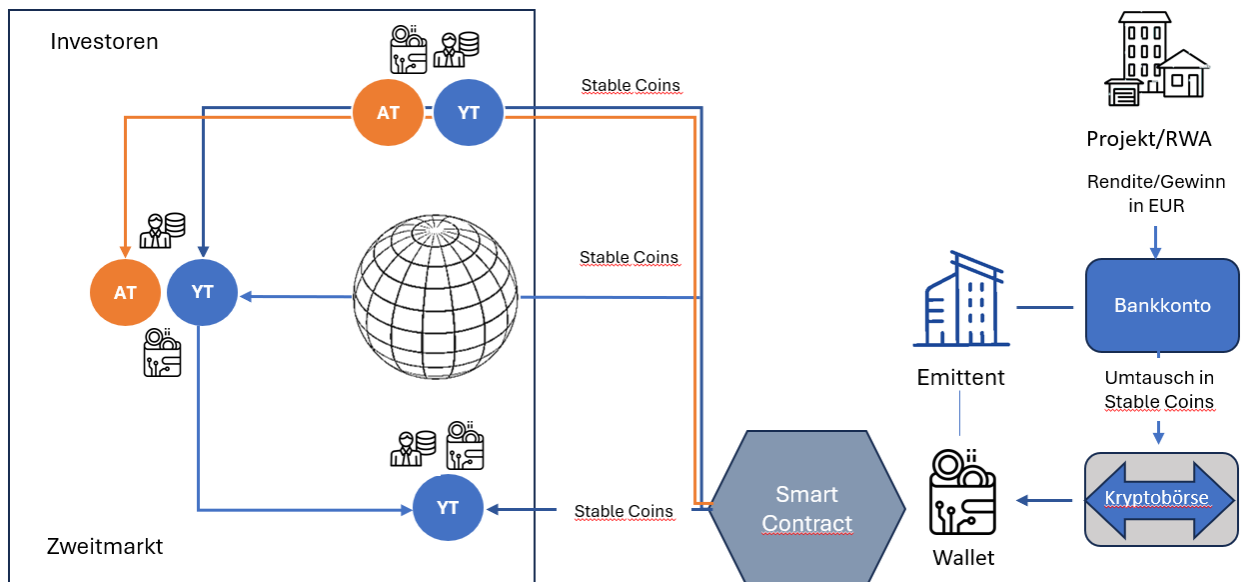 Investoren
AT
YT
Stable Coins
Projekt/RWA
Rendite/Gewinn
in EUR
Stable Coins
AT
YT
Bankkonto
Emittent
Umtausch in
Stable Coins
YT
Stable Coins
Smart
Contract
Kryptobörse
Zweitmarkt
Wallet